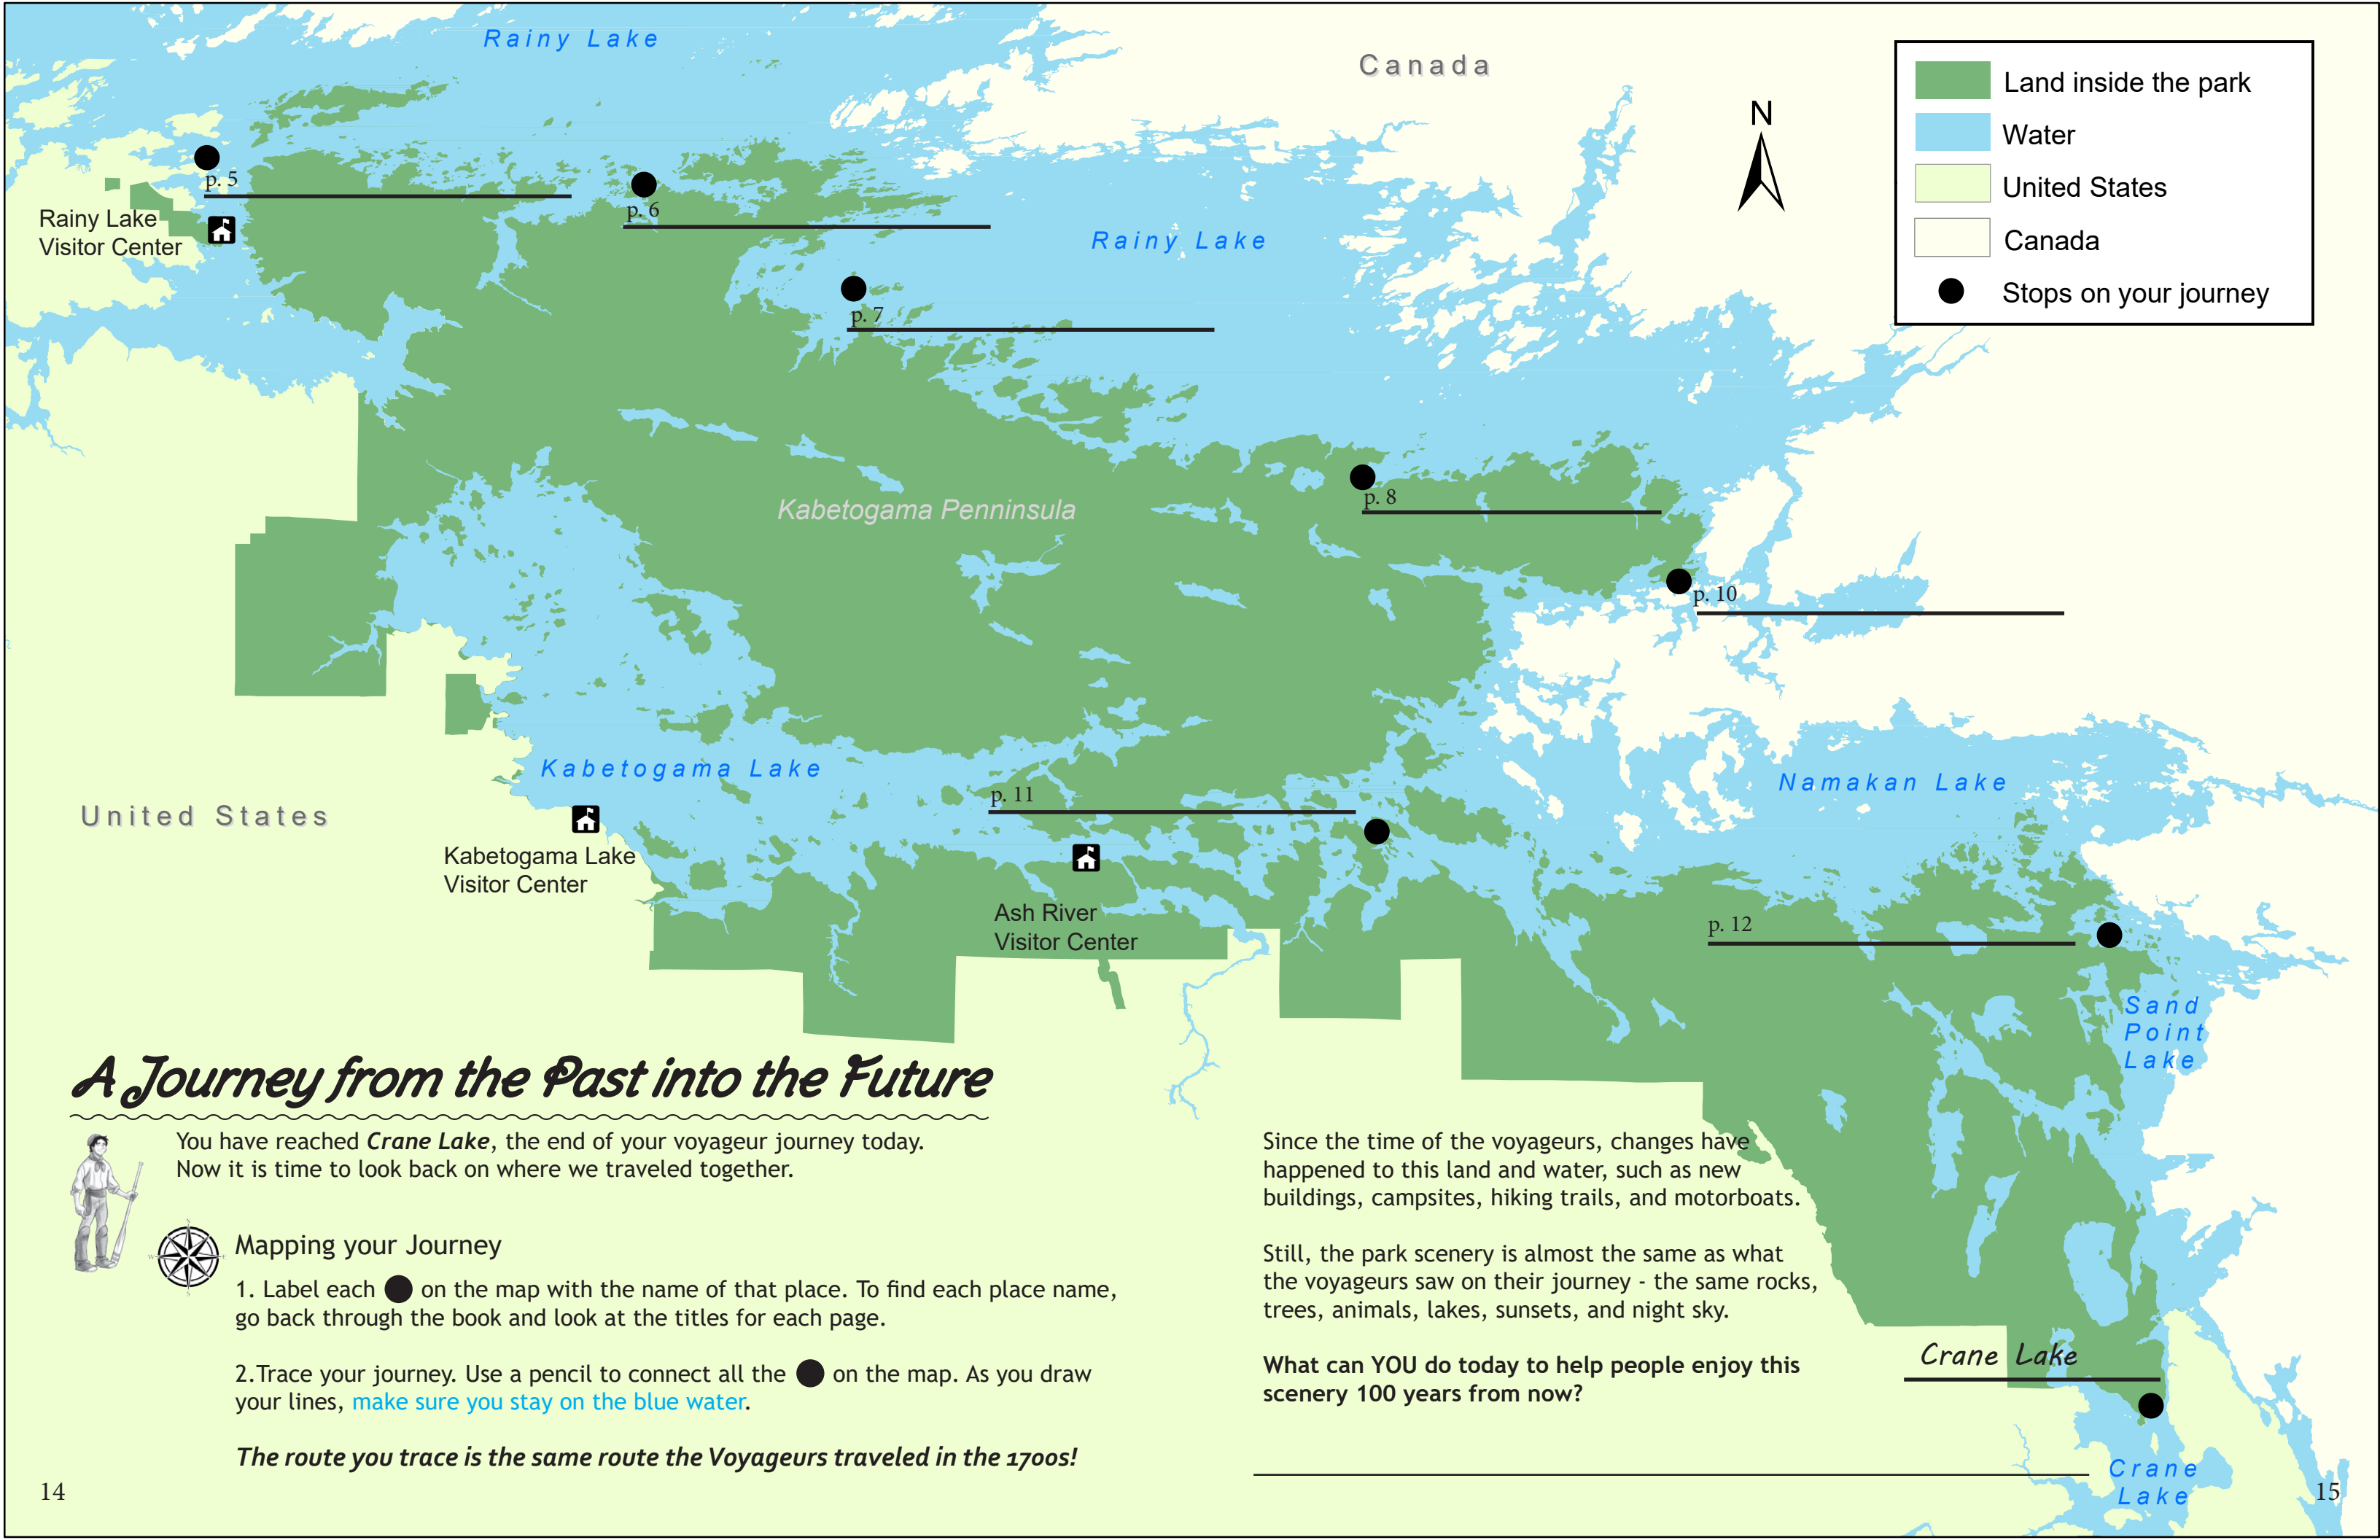 Rainy Lake
Canada
Land inside the park
Water
United States
Canada
Stops on your journey
N
p. 5
p. 6
Rainy Lake
Visitor Center
Rainy Lake
p. 7
p. 8
Kabetogama Penninsula
p. 10
Kabetogama Lake
Namakan Lake
p. 11
United States
Kabetogama Lake
Visitor Center
Ash River
Visitor Center
p. 12
Sand
Point
Lake
A Journey from the Past into the Future
You have reached Crane Lake, the end of your voyageur journey today.
Now it is time to look back on where we traveled together.
Mapping your Journey
1. Label each on the map with the name of that place. To find each place name,
go back through the book and look at the titles for each page.
2.Trace your journey. Use a pencil to connect all the on the map. As you draw
your lines, make sure you stay on the blue water.
The route you trace is the same route the Voyageurs traveled in the 1700s!
14
Since the time of the voyageurs, changes have
happened to this land and water, such as new
buildings, campsites, hiking trails, and motorboats.
Still, the park scenery is almost the same as what
the voyageurs saw on their journey - the same rocks,
trees, animals, lakes, sunsets, and night sky.
What can YOU do today to help people enjoy this
scenery 100 years from now?
Crane Lake
Crane
Lake
15